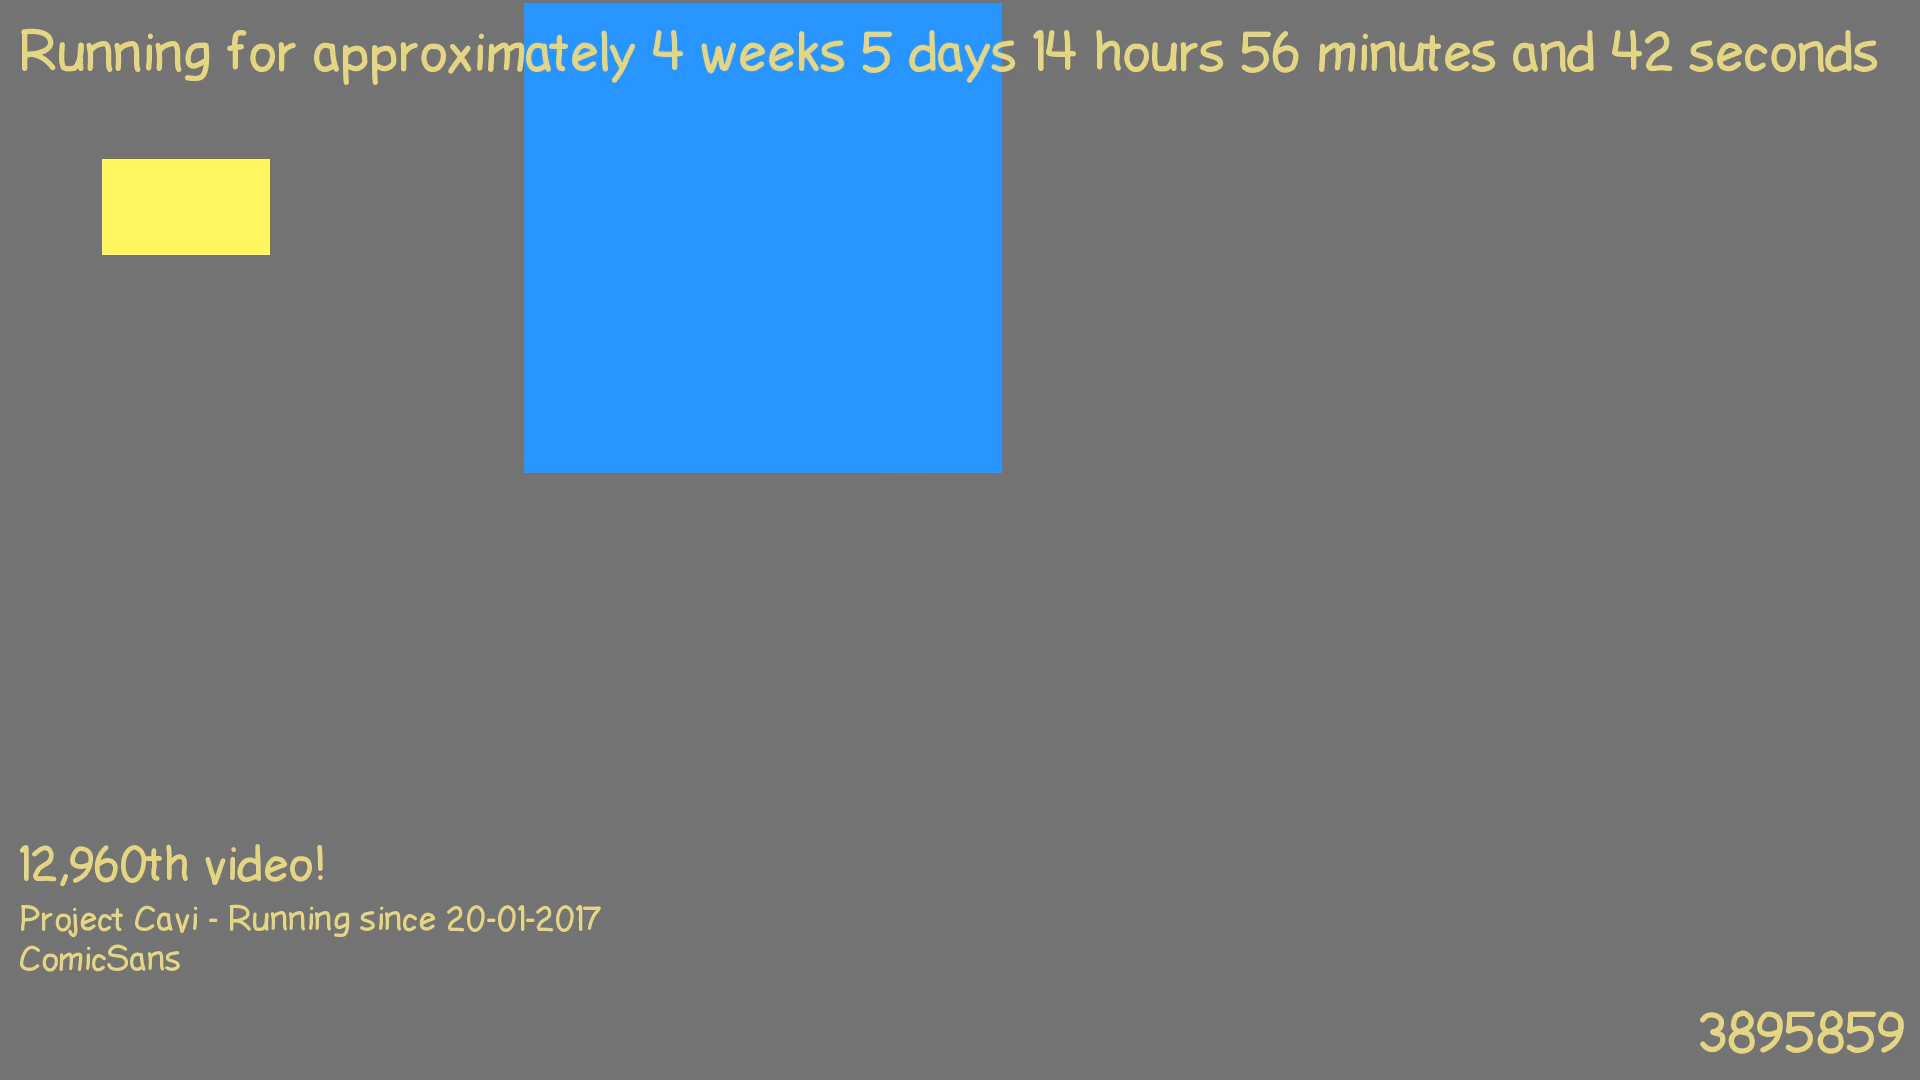 Running for approximately 4 weeks 5 days 14 hours 56 minutes and 42 seconds
12,960th video!
Project Cavi - Running since 20-01-2017
ComicSans
3895859